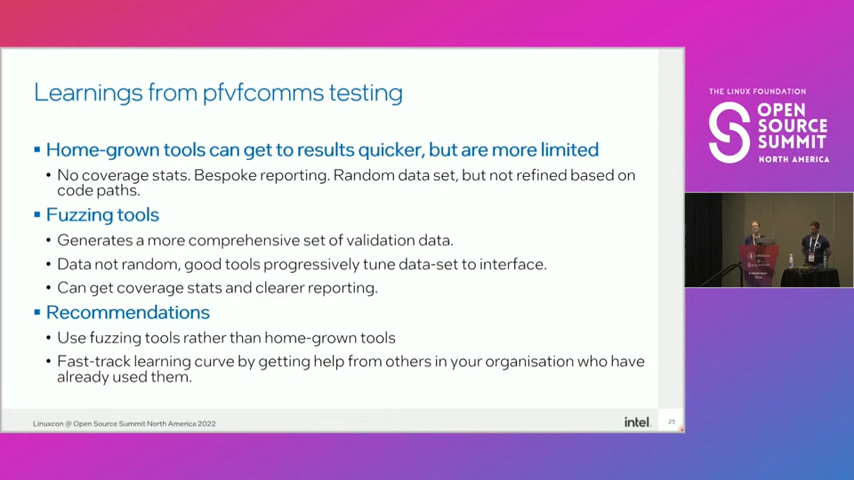 Learnings from pfvfcomms testing
▪ Home-grown tools can get to results quicker, but are more limited
• No coverage stats. Bespoke reporting. Random data set, but not refined based on
code paths.
▪ Fuzzing tools
• Generates a more comprehensive set of validation data.
• Data not random, good tools progressively tune data-set to interface.
• Can get coverage stats and clearer reporting.
▪ Recommendations
• Use fuzzing tools rather than home-grown tools
• Fast-track learning curve by getting help from others in your organisation who have
already used them.
Linuxcon @ Open Source Summit North America 2022
intel.
25
THE LINUX FOUNDATION
OPEN
SOURCE
SUMMIT
NORTH AMERICA